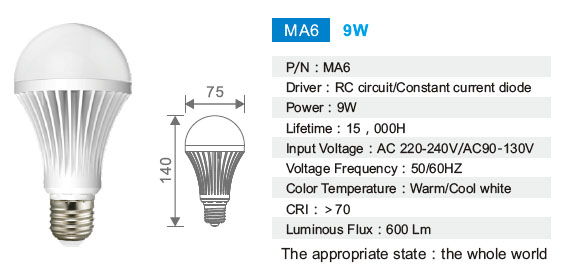 MA6 9W
P/N：MA6
Driver：RC circuit/Constant current diode
Power：9W
Lifetime：15，000H
Input Voltage：AC 220-240V/AC90-130V
Voltage Frequency：50/60HZ
Color Temperature：Warm/Cool white
CRI：＞70
Luminous Flux：600 Lm
The appropriate state：the whole world
75
140